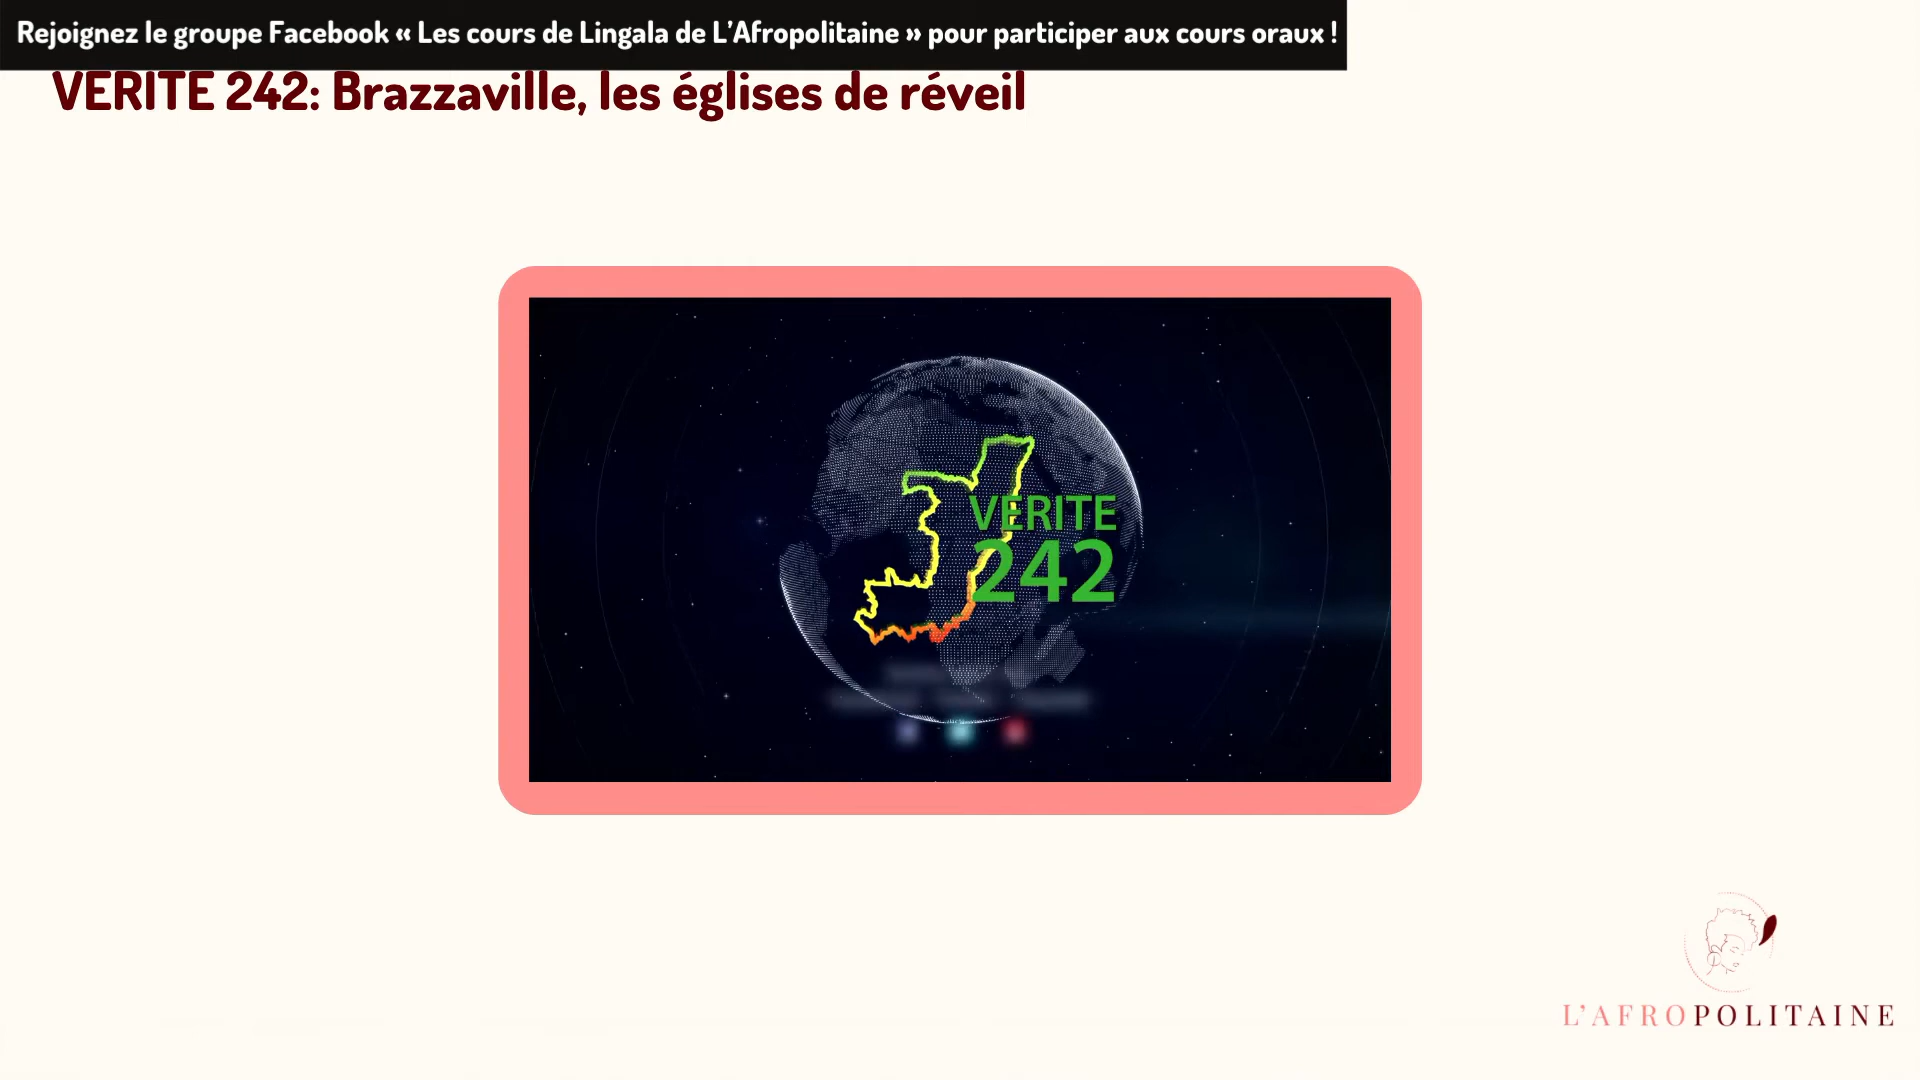 Rejoignez le groupe Facebook « Les cours de Lingala de L'Afropolitaine » pour participer aux cours oraux !
VERITE 242: Brazzaville, les églises de réveil
VERITE
242
L'AFROPOLITAINE